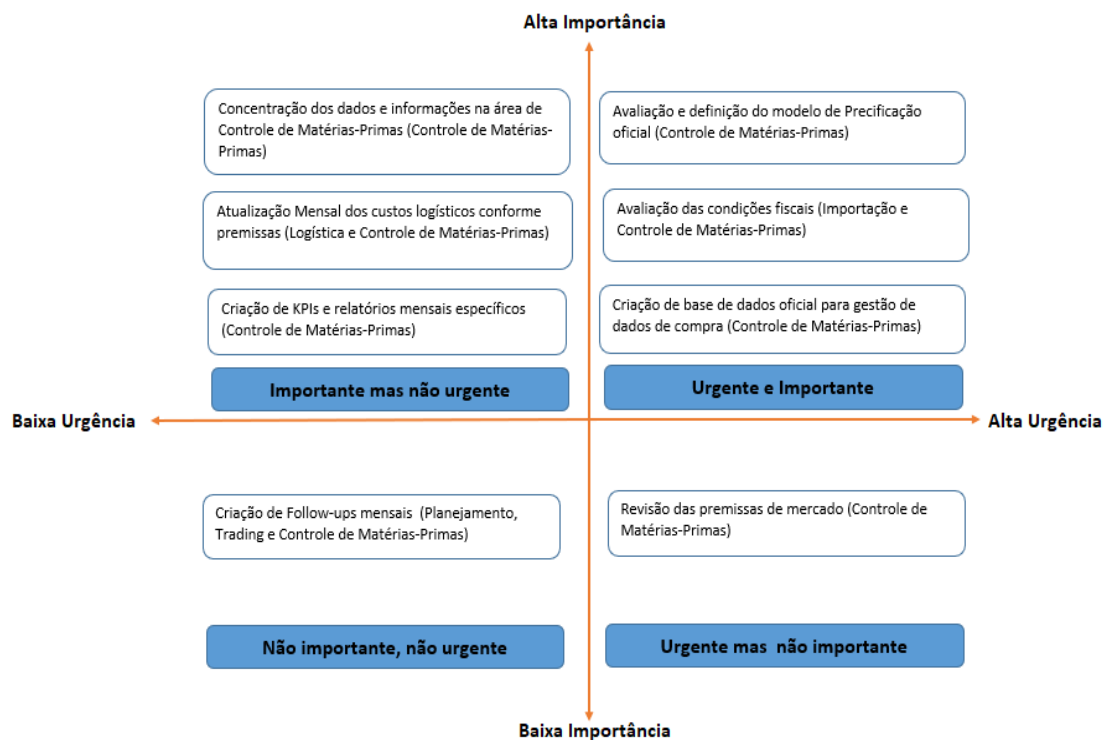 Alta Importância
Concentração dos dados e informações na área de
Controle de Matérias-Primas (Controle de Matérias-
Primas)
Avaliação e definição do modelo de Precificação
oficial (Controle de Matérias-Primas)
Atualização Mensal dos custos logísticos conforme
premissas (Logística e Controle de Matérias-Primas)
Avaliação das condições fiscais (Importação e
Controle de Matérias-Primas)
Criação de KPIs e relatórios mensais específicos
(Controle de Matérias-Primas)
Criação de base de dados oficial para gestão de
dados de compra (Controle de Matérias-Primas)
Importante mas não urgente
Urgente e Importante
Baixa Urgência
Alta Urgência
Criação de Follow-ups mensais (Planejamento,
Trading e Controle de Matérias-Primas)
Revisão das premissas de mercado (Controle de
Matérias-Primas)
Não importante, não urgente
Urgente mas não importante
Baixa Importância